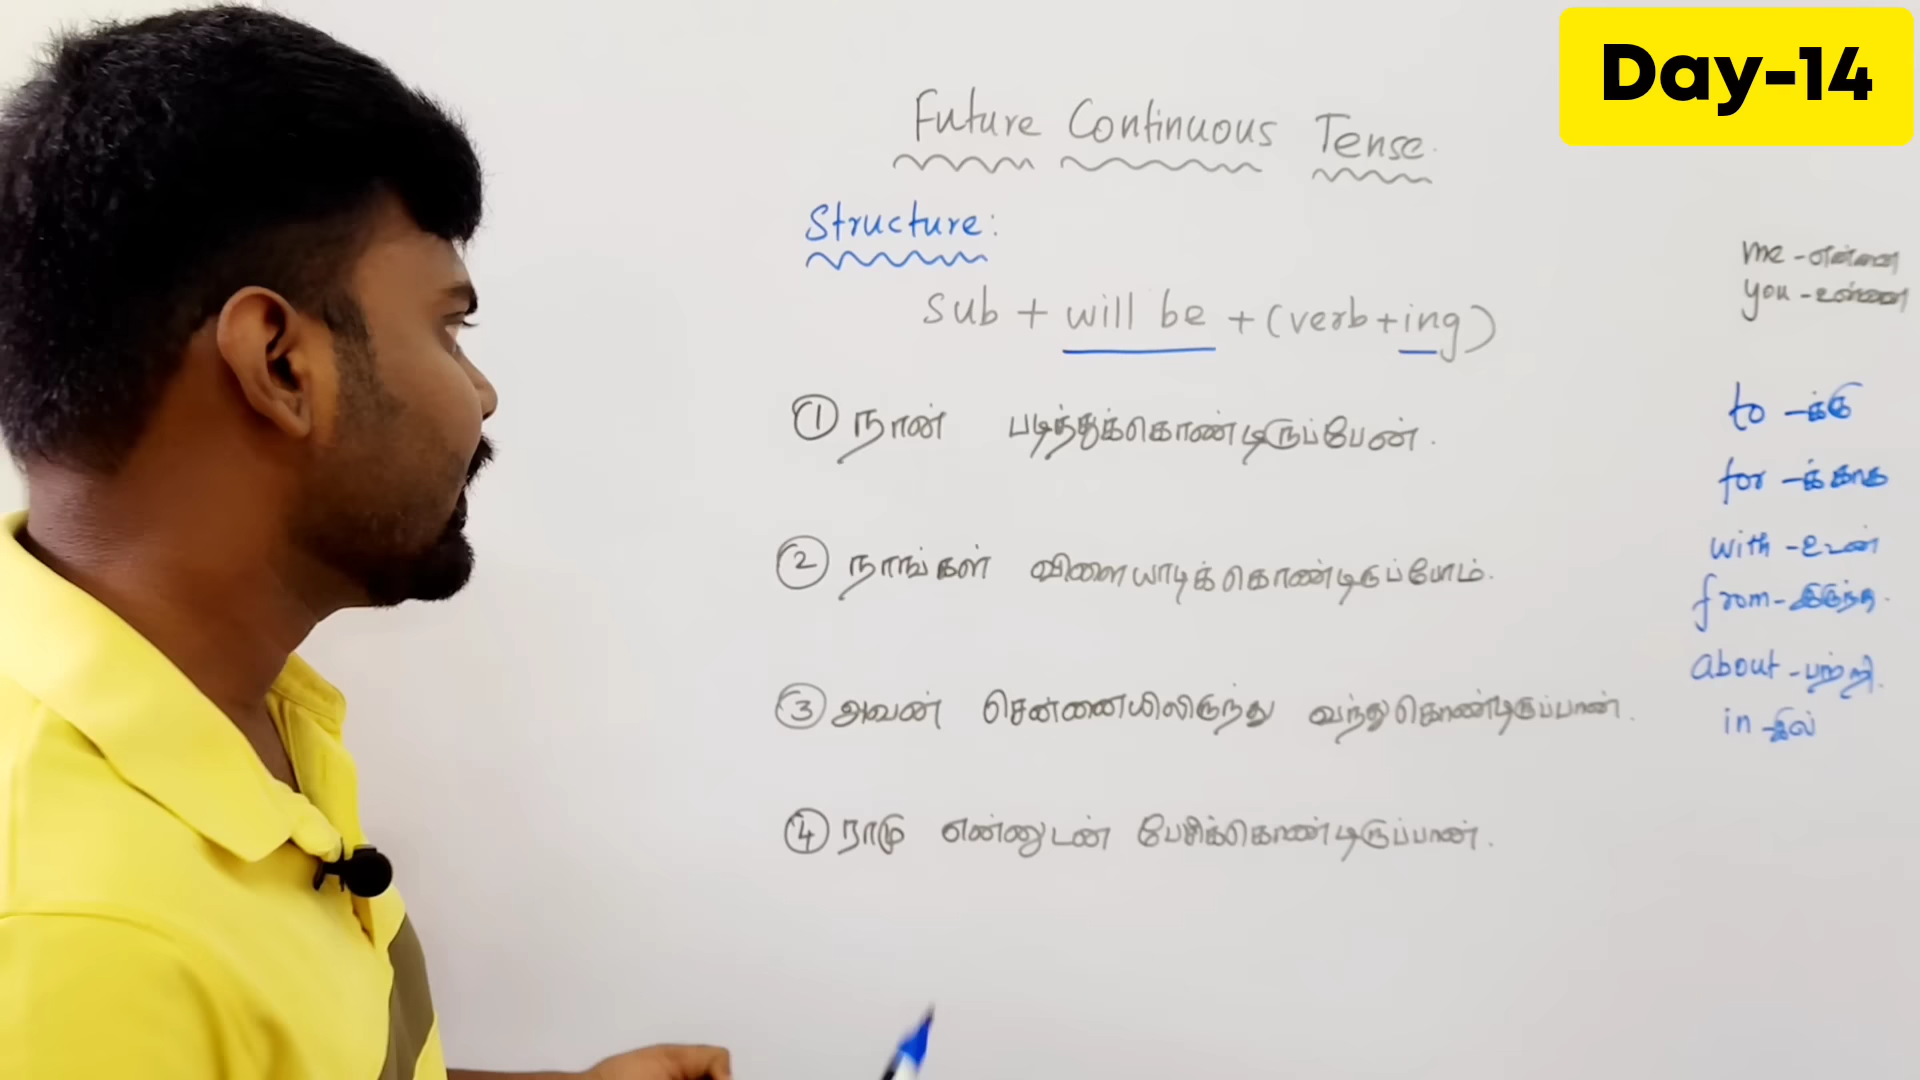 Day-14
Future Continuous Tense.
Structure:
sub + will be + (verb+ing)
① நான் படித்துக்கொண்டிருப்பேன்.
② நாங்கள் விளையாடிக்கொண்டிருப்போம்.
③ அவன் சென்னையிலிருந்து வந்துகொண்டிருப்பான்.
④ ராமு என்னுடன் பேசிக்கொண்டிருப்பான்.
me - என்னை
you - உன்னை
to - க்கு
for - க்காக
with - உடன்
from - இருந்து.
about - பற்றி.
in - இல்